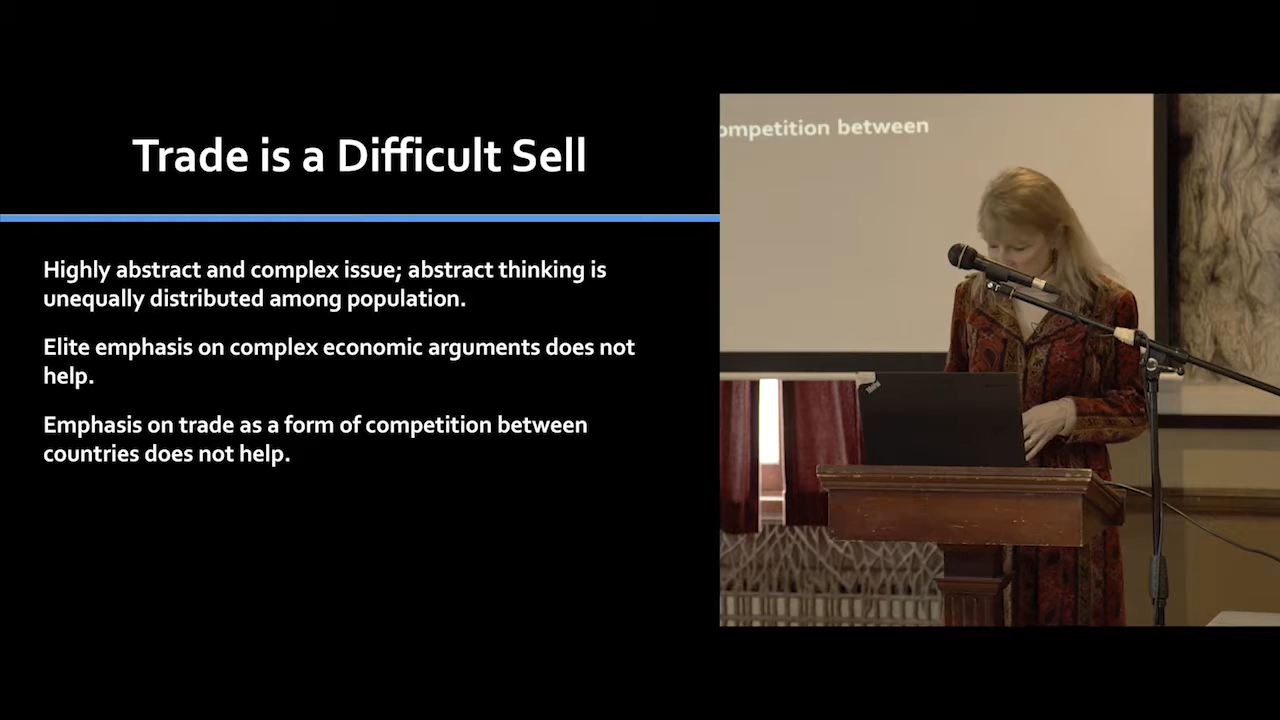 Trade is a Difficult Sell
Highly abstract and complex issue; abstract thinking is
unequally distributed among population.
Elite emphasis on complex economic arguments does not
help.
Emphasis on trade as a form of competition between
countries does not help.
ompetition between